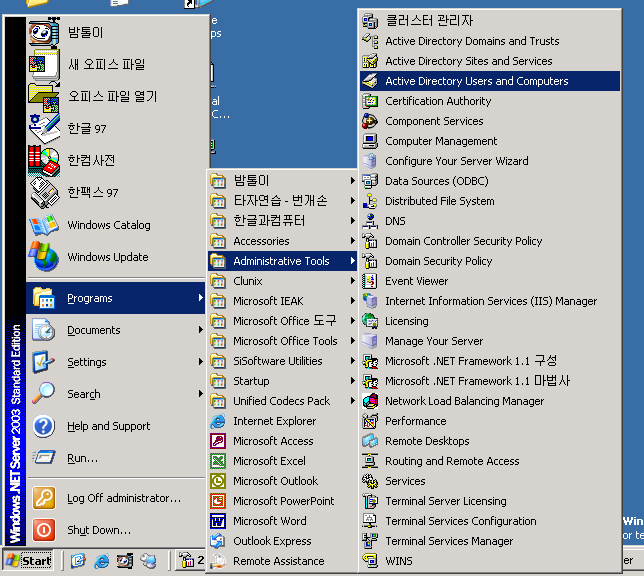 밤톨이
새 오피스 파일
오피스 파일 열기
한글 97
한컴사전
한팩스 97
Windows Catalog
Windows Update
Programs
Documents
Settings
Search
Help and Support
Run...
Log Off administrator...
Shut Down...
Windows .NET Server 2003 Standard Edition
Start
2
밤톨이
타자연습 - 번개손
한글과컴퓨터
Accessories
Administrative Tools
Clunix
Microsoft IEAK
Microsoft Office 도구
Microsoft Office Tools
SiSoftware Utilities
Startup
Unified Codecs Pack
Internet Explorer
Microsoft Access
Microsoft Excel
Microsoft Outlook
Microsoft PowerPoint
Microsoft Word
Outlook Express
Remote Assistance
클러스터 관리자
Active Directory Domains and Trusts
Active Directory Sites and Services
Active Directory Users and Computers
Certification Authority
Component Services
Computer Management
Configure Your Server Wizard
Data Sources (ODBC)
Distributed File System
DNS
Domain Controller Security Policy
Domain Security Policy
Event Viewer
Internet Information Services (IIS) Manager
Licensing
Manage Your Server
Microsoft .NET Framework 1.1 구성
Microsoft .NET Framework 1.1 마법사
Network Load Balancing Manager
Performance
Remote Desktops
Routing and Remote Access
Services
Terminal Server Licensing
Terminal Services Configuration
Terminal Services Manager
WINS
Win
or te